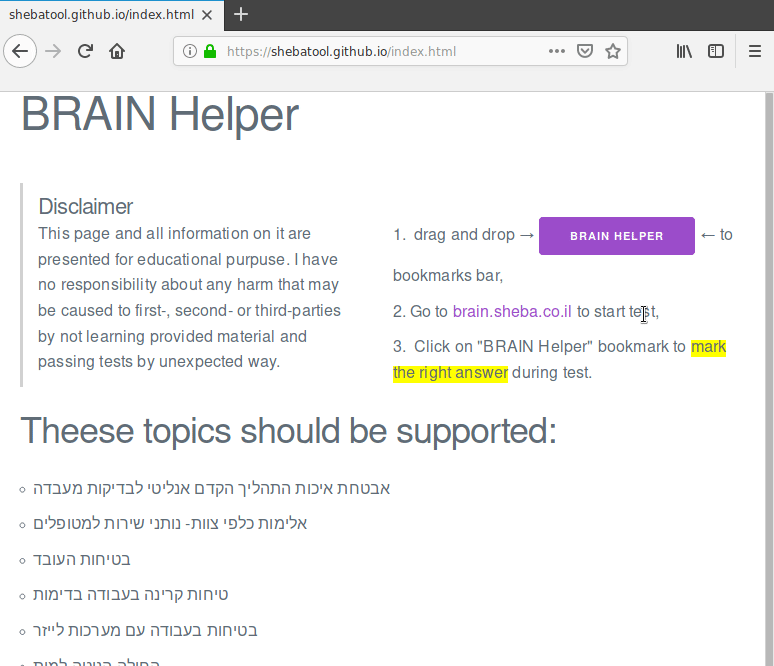 shebatool.github.io/index.html
https://shebatool.github.io/index.html
BRAIN Helper
Disclaimer
This page and all information on it are
presented for educational purpuse. I have
no responsibility about any harm that may
be caused to first-, second- or third-parties
by not learning provided material and
passing tests by unexpected way.
1. drag and drop → BRAIN HELPER ← to
bookmarks bar,
2. Go to brain.sheba.co.il to start test,
3. Click on "BRAIN Helper" bookmark to mark
the right answer during test.
Theese topics should be supported:
אבטחת איכות התהליך הקדם אנליטי לבדיקות מעבדה
אלימות כלפי צוות- נותני שירות למטופלים
בטיחות העובד
טיחות קרינה בעבודה בדימות
בטיחות בעבודה עם מערכות לייזר